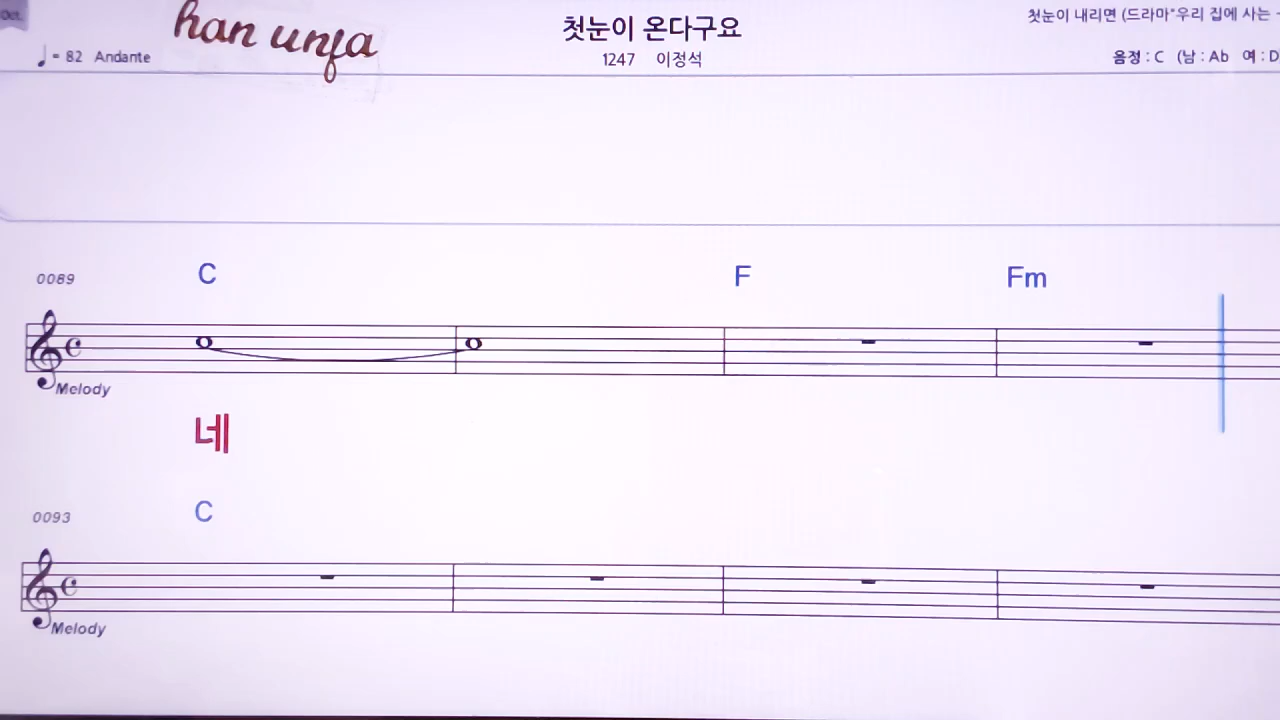 Oct.
han unfa
첫눈이 온다구요
첫눈이 내리면 (드라마"우리 집에 사는
= 82 Andante
1247 이정석
음정 : C (남 : Ab 여 : D
0089
C F Fm
Melody
네
0093
C
Melody